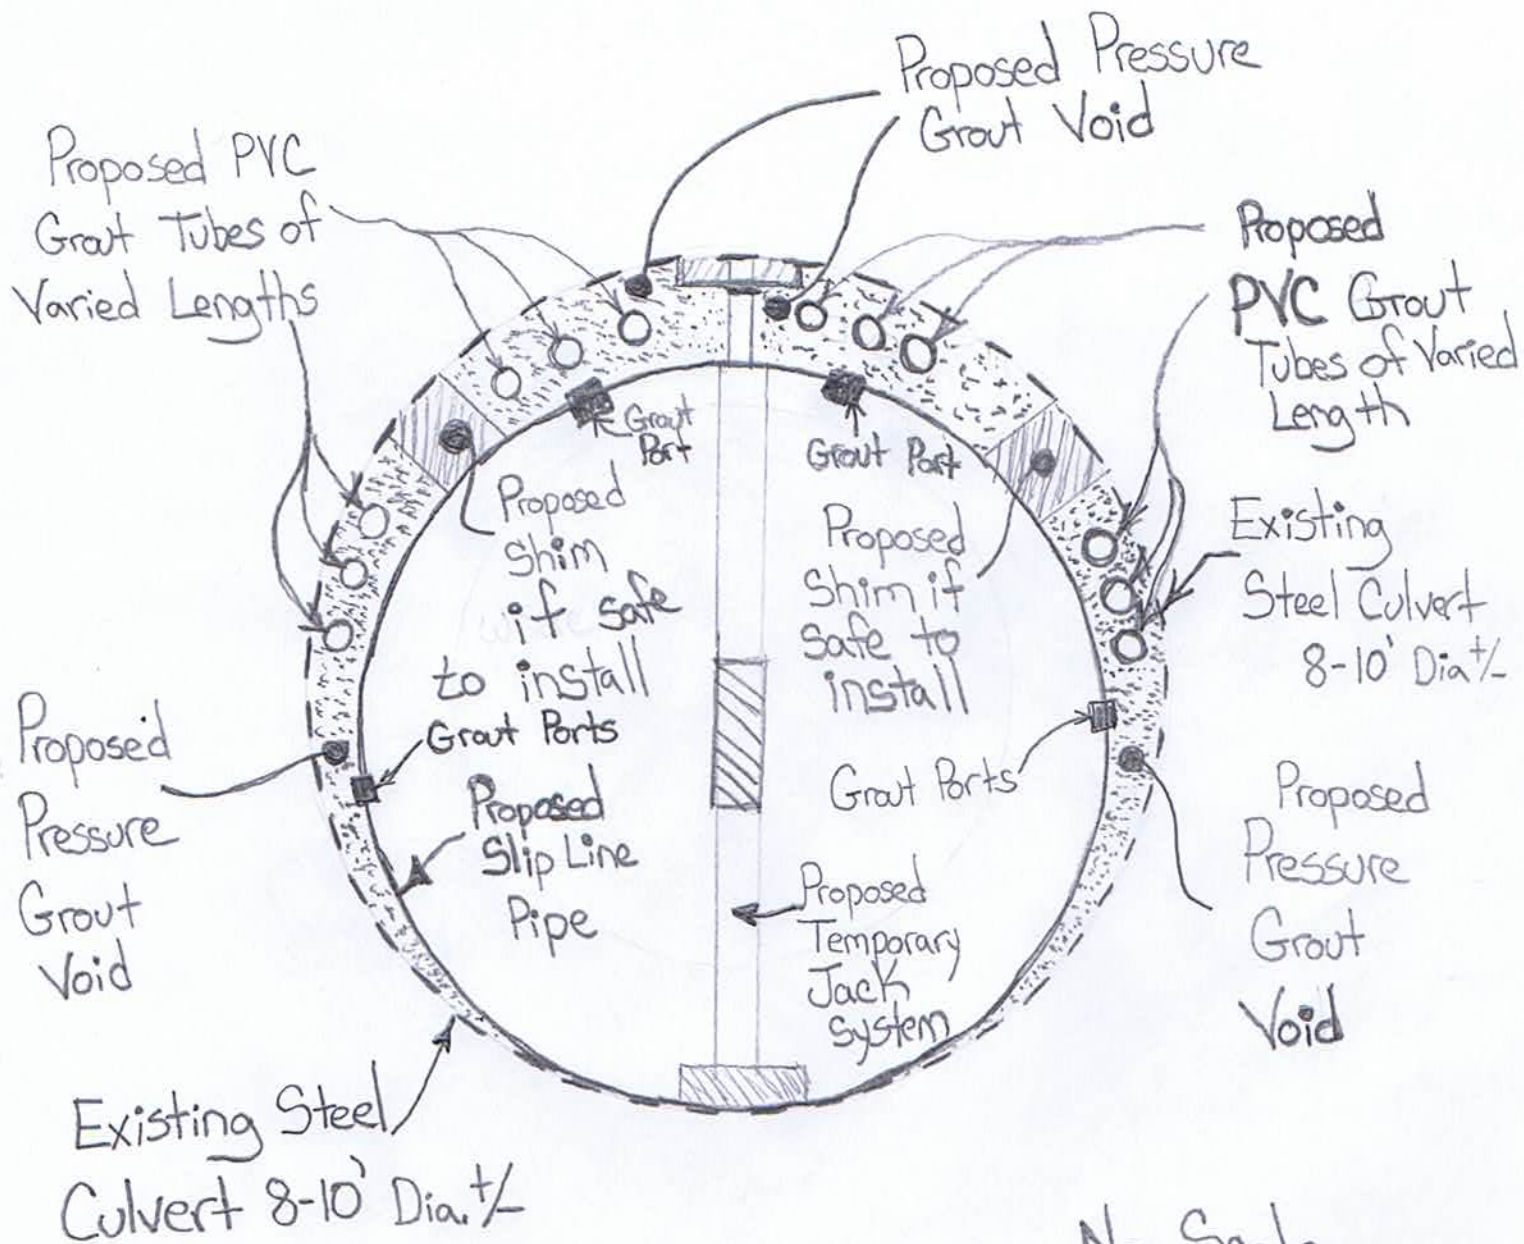 Proposed Pressure
Grout Void
Proposed PVC
Grout Tubes of
Varied Lengths
Proposed
PVC Grout
Tubes of Varied
Length
Grout
Port
Grout Port
Proposed
Shim
if safe
to install
Proposed
Shim if
Safe to
install
Existing
Steel Culvert
8-10' Dia +/-
Grout Ports
Grout Ports
Proposed
Pressure
Grout
Void
Proposed
Slip Line
Pipe
Proposed
Temporary
Jack
System
Proposed
Pressure
Grout
Void
Existing Steel
Culvert 8-10' Dia. +/-